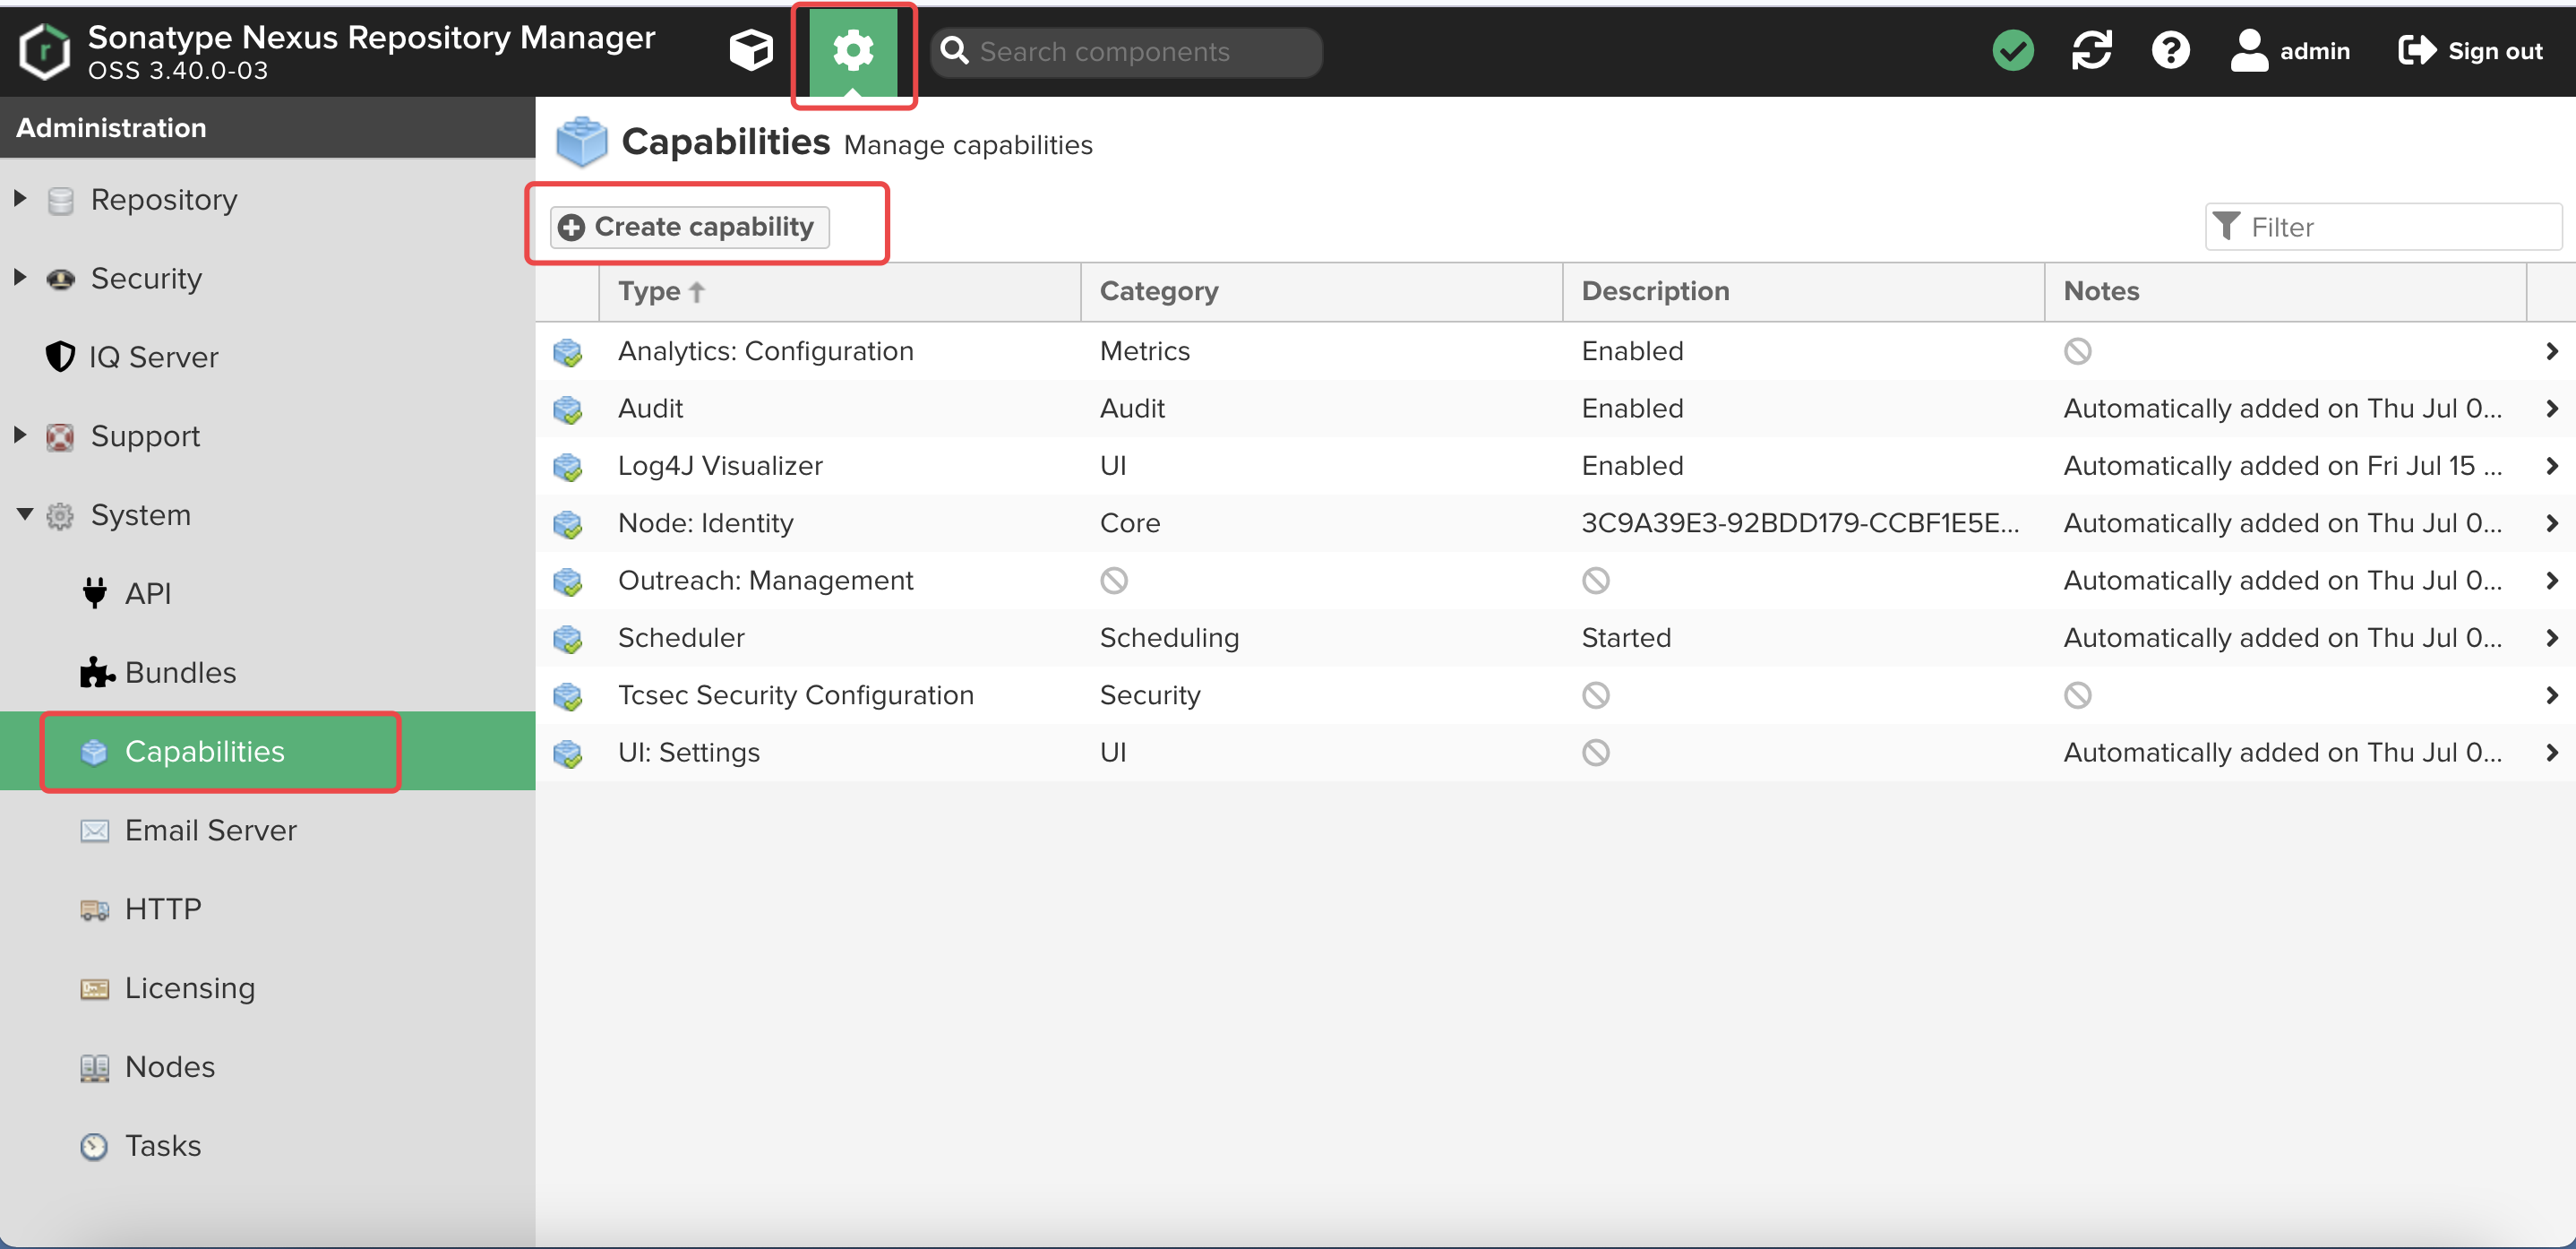 Sonatype Nexus Repository Manager
OSS 3.40.0-03
Search components
admin
Sign out
Administration
Repository
Security
IQ Server
Support
System
API
Bundles
Capabilities
Email Server
HTTP
Licensing
Nodes
Tasks
Capabilities Manage capabilities
Create capability
Filter
Type Category Description Notes
Analytics: Configuration Metrics Enabled
Audit Audit Enabled Automatically added on Thu Jul 0...
Log4J Visualizer UI Enabled Automatically added on Fri Jul 15 ...
Node: Identity Core 3C9A39E3-92BDD179-CCBF1E5E... Automatically added on Thu Jul 0...
Outreach: Management Automatically added on Thu Jul 0...
Scheduler Scheduling Started Automatically added on Thu Jul 0...
Tcsec Security Configuration Security
UI: Settings UI Automatically added on Thu Jul 0...